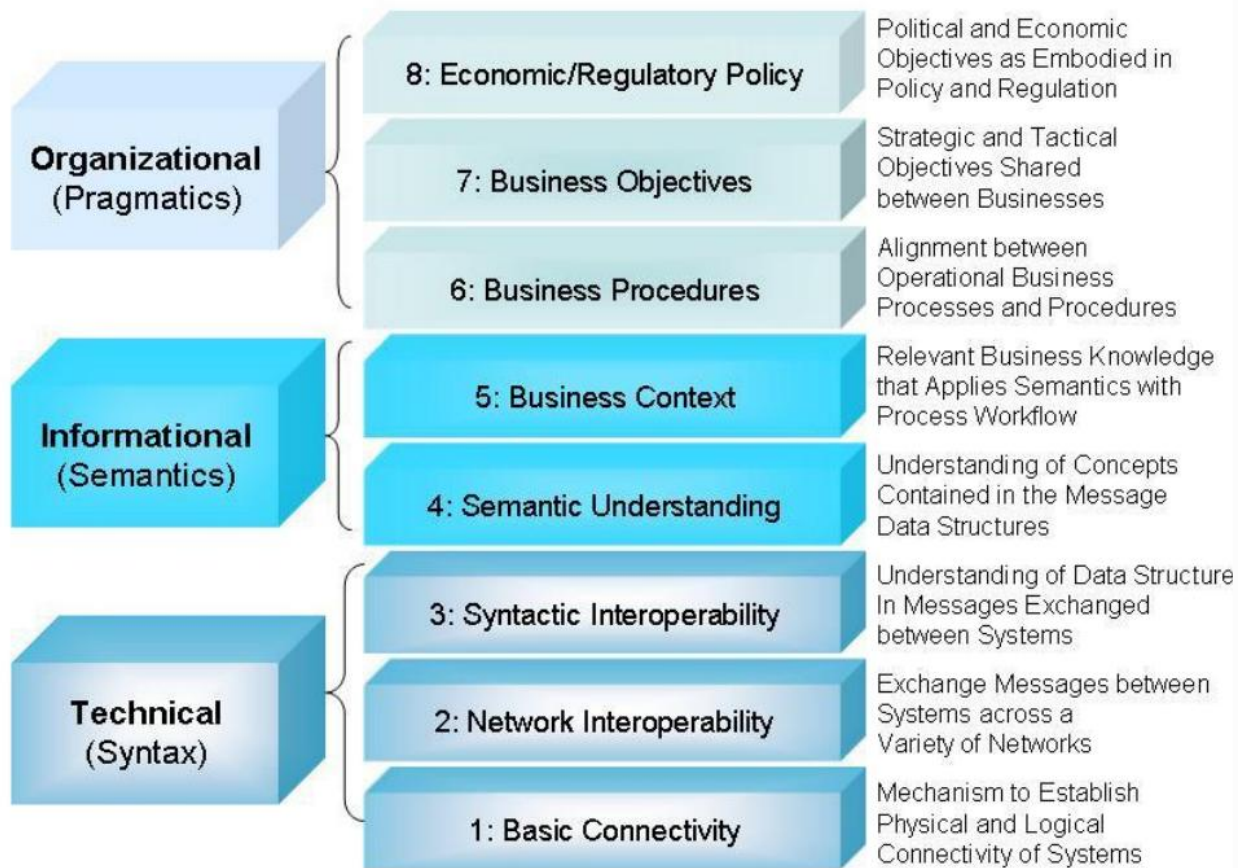 8: Economic/Regulatory Policy
Political and Economic
Objectives as Embodied in
Policy and Regulation
Organizational
(Pragmatics)
7: Business Objectives
Strategic and Tactical
Objectives Shared
between Businesses
6: Business Procedures
Alignment between
Operational Business
Processes and Procedures
Informational
(Semantics)
5: Business Context
Relevant Business Knowledge
that Applies Semantics with
Process Workflow
4: Semantic Understanding
Understanding of Concepts
Contained in the Message
Data Structures
Technical
(Syntax)
3: Syntactic Interoperability
Understanding of Data Structure
In Messages Exchanged
between Systems
2: Network Interoperability
Exchange Messages between
Systems across a
Variety of Networks
1: Basic Connectivity
Mechanism to Establish
Physical and Logical
Connectivity of Systems